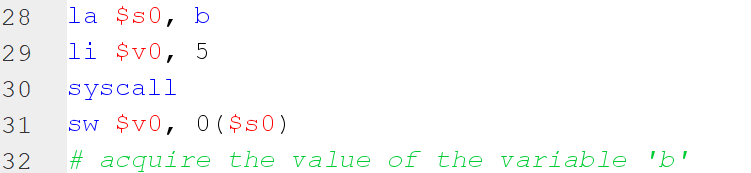 28 la $s0, b
29 li $v0, 5
30 syscall
31 sw $v0, 0($s0)
32 # acquire the value of the variable 'b'